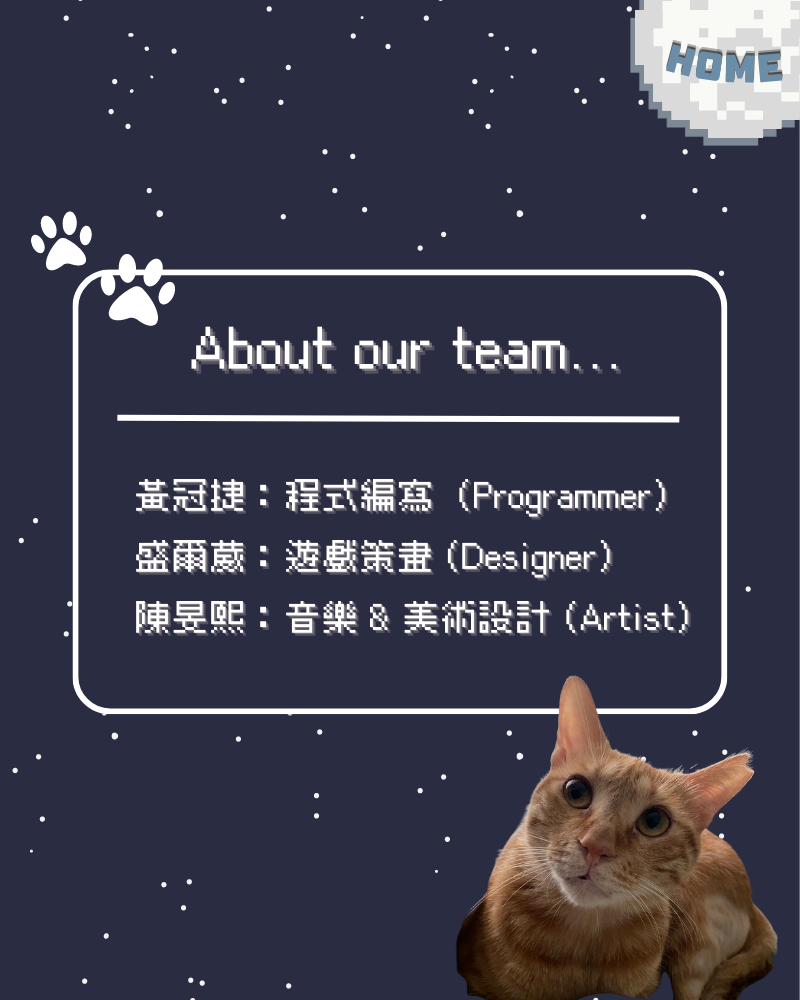 HOME
About our team...
黃冠捷：程式編寫 (Programmer)
盛爾葳：遊戲策畫 (Designer)
陳昱熙：音樂 & 美術設計 (Artist)